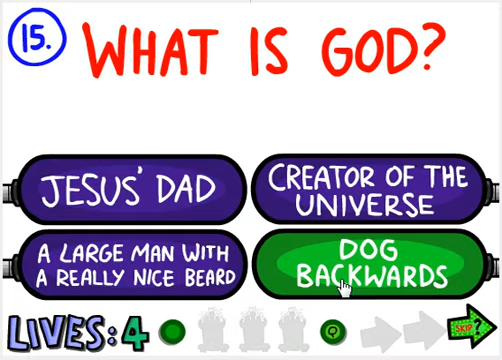 15.
WHAT IS GOD?
JESUS' DAD
CREATOR OF THE
UNIVERSE
A LARGE MAN WITH
A REALLY NICE BEARD
DOG
BACKWARDS
LIVES: 4
SKIP?